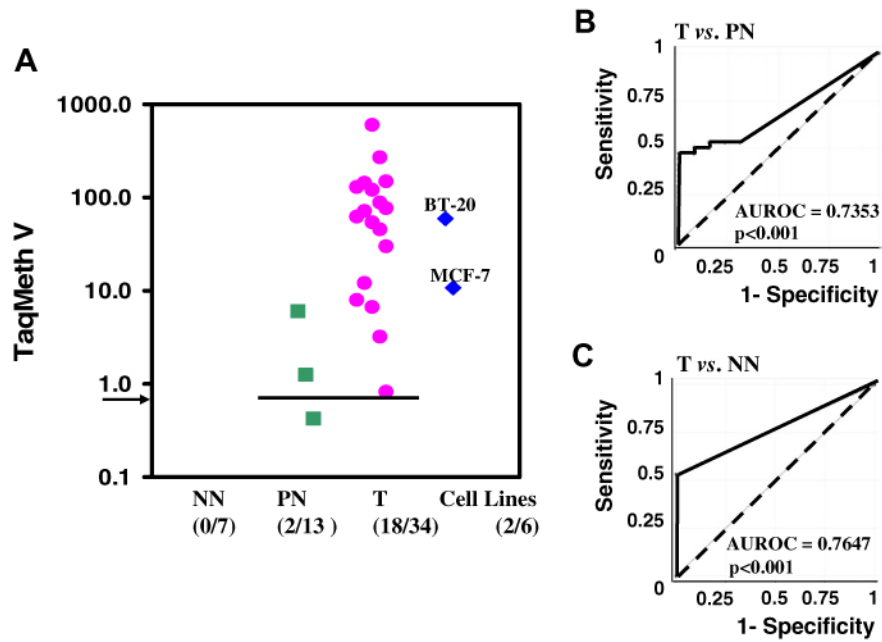 A
TaqMeth V
1000.0
100.0
10.0
1.0
0.1
BT-20
MCF-7
NN PN T Cell Lines
(0/7) (2/13 ) (18/34) (2/6)
B
T vs. PN
Sensitivity
1
0.75
0.5
0.25
0
AUROC = 0.7353
p<0.001
0.25 0.5 0.75 1
1- Specificity
C
T vs. NN
Sensitivity
1
0.75
0.5
0.25
0
AUROC = 0.7647
p<0.001
0.25 0.5 0.75 1
1- Specificity